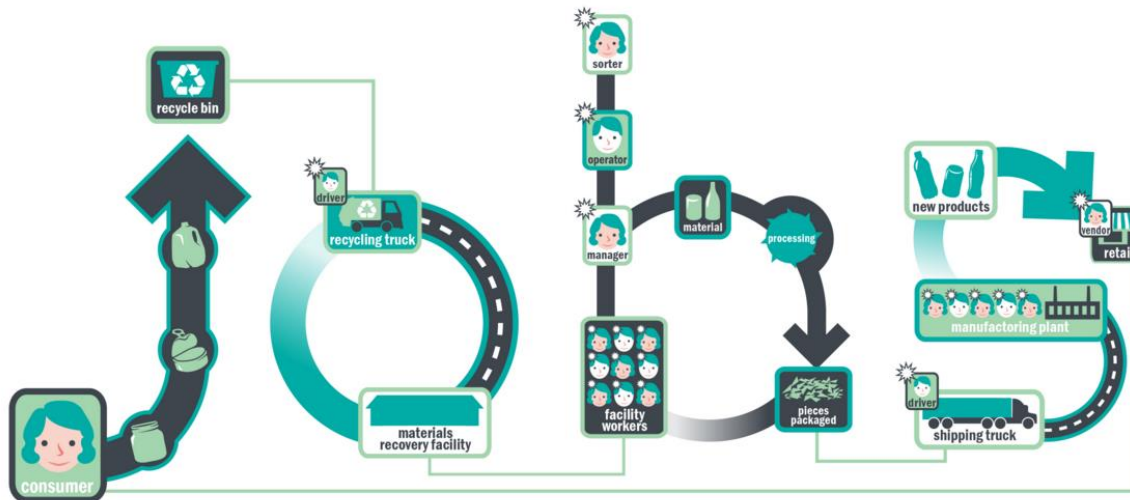 recycle bin
driver
recycling truck
materials
recovery facility
consumer
sorter
operator
manager
material
processing
facility
workers
pieces
packaged
new products
vendor
retai
manufactoring plant
driver
shipping truck